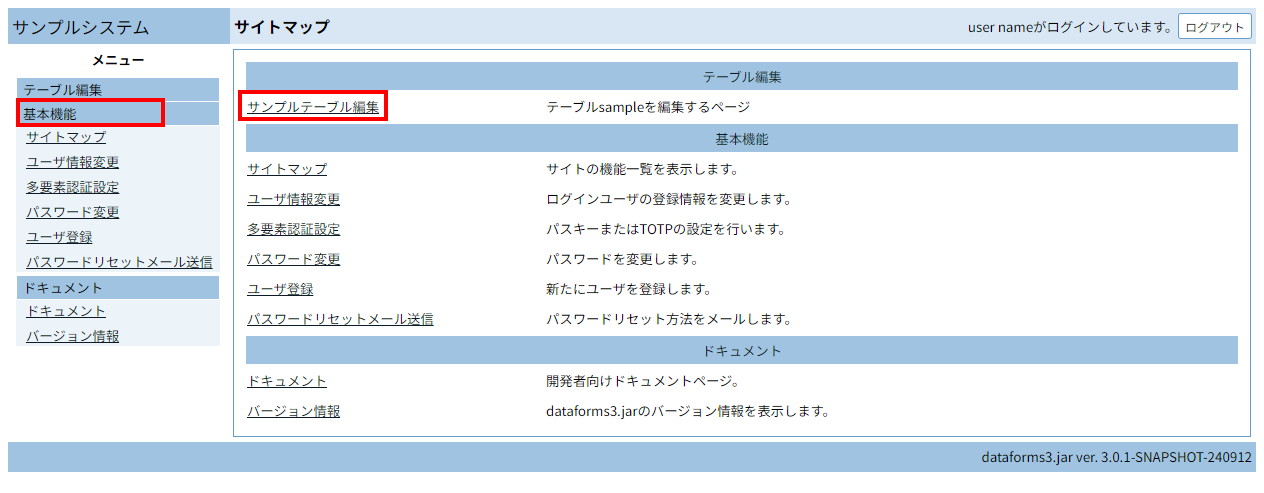 サンプルシステム
サイトマップ
user nameがログインしています。 ログアウト
メニュー
テーブル編集
基本機能
サイトマップ
ユーザ情報変更
多要素認証設定
パスワード変更
ユーザ登録
パスワードリセットメール送信
ドキュメント
ドキュメント
バージョン情報
テーブル編集
サンプルテーブル編集 テーブルsampleを編集するページ
基本機能
サイトマップ サイトの機能一覧を表示します。
ユーザ情報変更 ログインユーザの登録情報を変更します。
多要素認証設定 パスキーまたはTOTPの設定を行います。
パスワード変更 パスワードを変更します。
ユーザ登録 新たにユーザを登録します。
パスワードリセットメール送信 パスワードリセット方法をメールします。
ドキュメント
ドキュメント 開発者向けドキュメントページ。
バージョン情報 dataforms3.jarのバージョン情報を表示します。
dataforms3.jar ver. 3.0.1-SNAPSHOT-240912